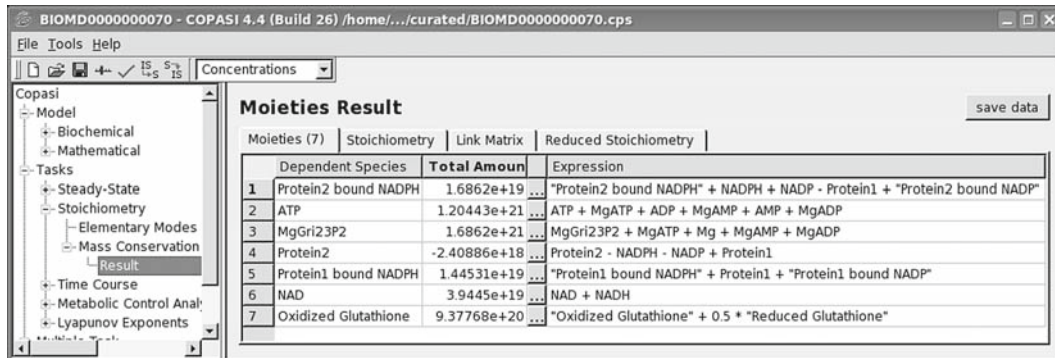 BIOMD0000000070 - COPASI 4.4 (Build 26) /home/.../curated/BIOMD0000000070.cps
File Tools Help
Concentrations
Copasi
Model
Biochemical
Mathematical
Tasks
Steady-State
Stoichiometry
Elementary Modes
Mass Conservation
Result
Time Course
Metabolic Control Anal
Lyapunov Exponents
Moieties Result
save data
Moieties (7) Stoichiometry Link Matrix Reduced Stoichiometry
Dependent Species Total Amoun Expression
1 Protein2 bound NADPH 1.6862e+19 ... "Protein2 bound NADPH" + NADPH + NADP - Protein1 + "Protein2 bound NADP"
2 ATP 1.20443e+21 ... ATP + MgATP + ADP + MgAMP + AMP + MgADP
3 MgGri23P2 1.6862e+21 ... MgGri23P2 + MgATP + Mg + MgAMP + MgADP
4 Protein2 -2.40886e+18 ... Protein2 - NADPH - NADP + Protein1
5 Protein1 bound NADPH 1.44531e+19 ... "Protein1 bound NADPH" + Protein1 + "Protein1 bound NADP"
6 NAD 3.9445e+19 ... NAD + NADH
7 Oxidized Glutathione 9.37768e+20 ... "Oxidized Glutathione" + 0.5 * "Reduced Glutathione"